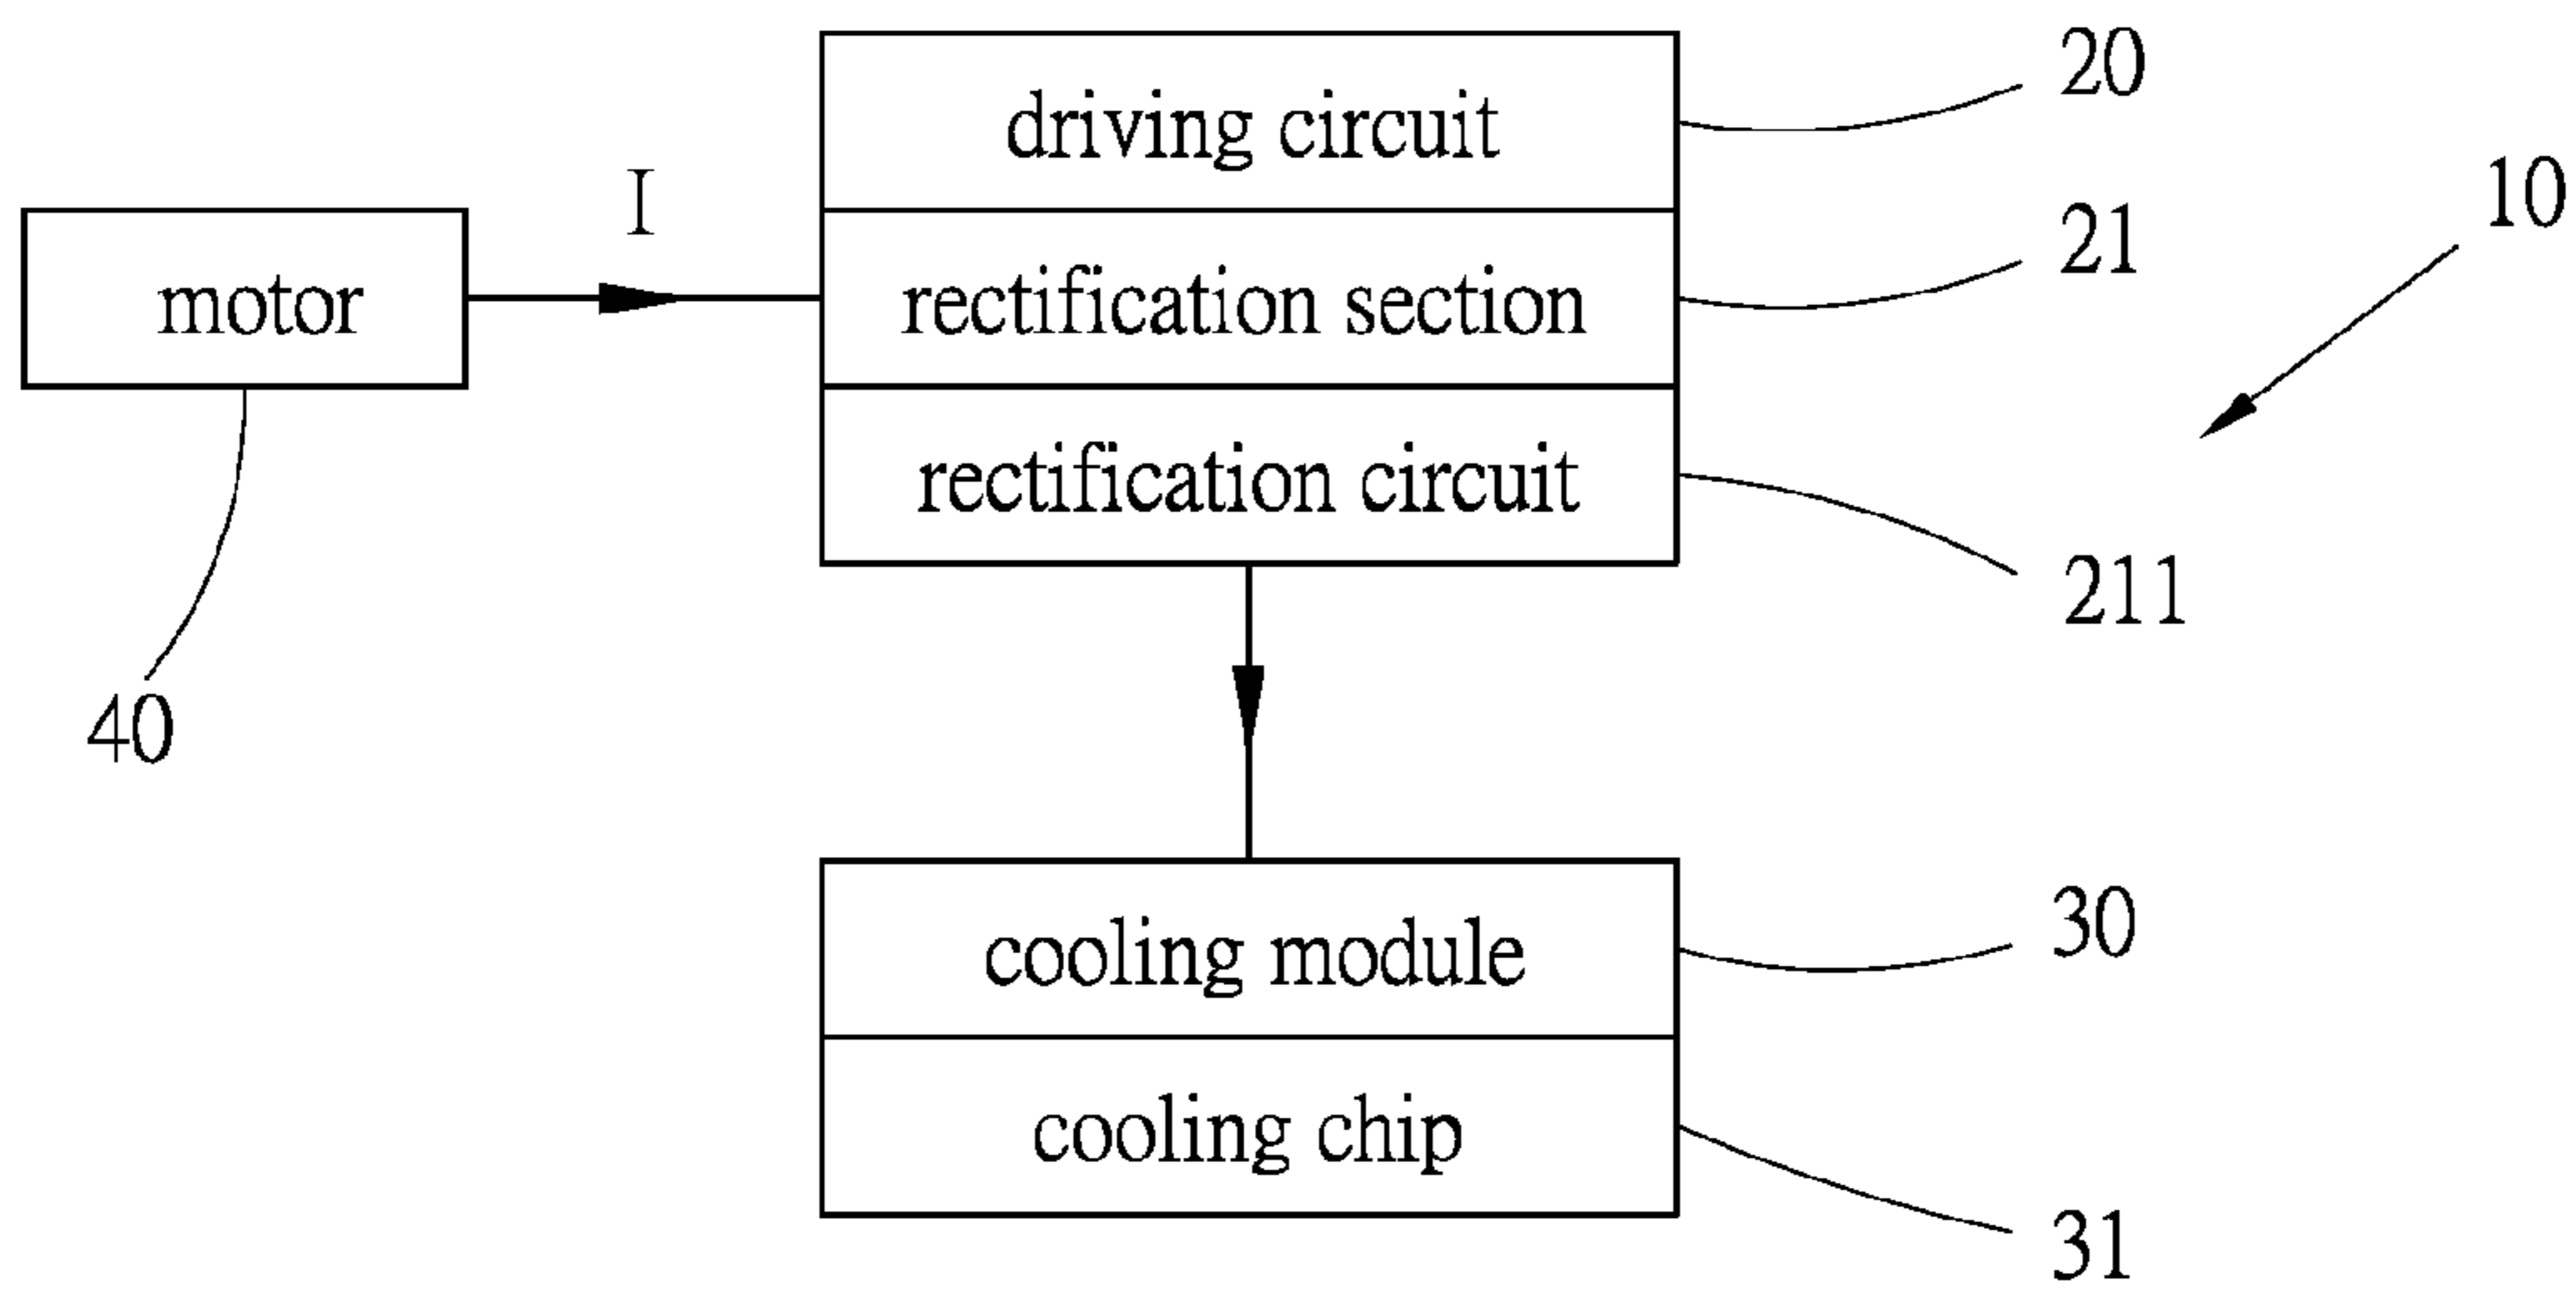 driving circuit
20
I
10
motor
rectification section
21
rectification circuit
211
40
cooling module
30
cooling chip
31